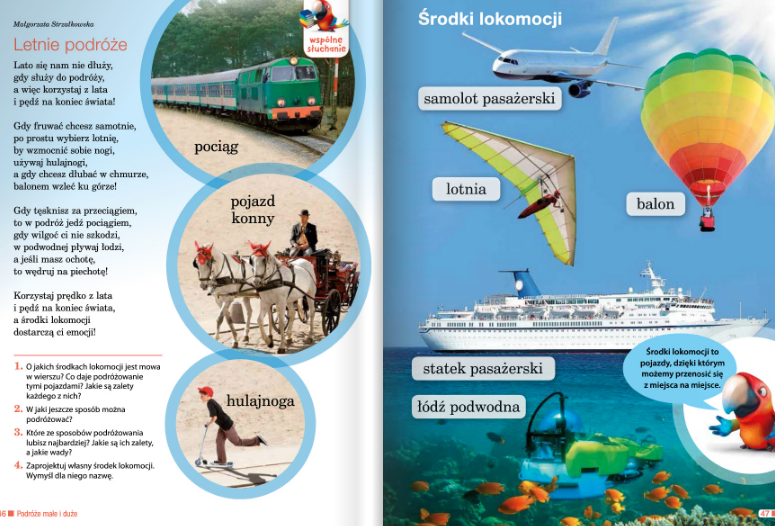 Małgorzata Strzałkowska
Letnie podróże
Lato się nam nie dłuży,
gdy służy do podróży,
a więc korzystaj z lata
i pędź na koniec świata!
Gdy fruwać chcesz samotnie,
po prostu wybierz lotnię,
by wzmocnić sobie nogi,
używaj hulajnogi,
a gdy chcesz dłubać w chmurze,
balonem wzleć ku górze!
Gdy tęsknisz za przeciągiem,
to w podróż jedź pociągiem,
gdy wilgoć ci nie szkodzi,
w podwodnej pływaj łodzi,
a jeśli masz ochotę,
to wędruj na piechotę!
Korzystaj prędko z lata
i pędź na koniec świata,
a środki lokomocji
dostarczą ci emocji!
1. O jakich środkach lokomocji jest mowa
w wierszu? Co daje podróżowanie
tymi pojazdami? Jakie są zalety
każdego z nich?
2. W jaki jeszcze sposób można
podróżować?
3. Które ze sposobów podróżowania
lubisz najbardziej? Jakie są ich zalety,
a jakie wady?
4. Zaprojektuj własny środek lokomocji.
Wymyśl dla niego nazwę.
46 Podróże małe i duże
wspólne
słuchanie
pociąg
pojazd
konny
hulajnoga
Środki lokomocji
samolot pasażerski
lotnia
balon
statek pasażerski
łódź podwodna
Środki lokomocji to
pojazdy, dzięki którym
możemy przenosić się
z miejsca na miejsce.
47